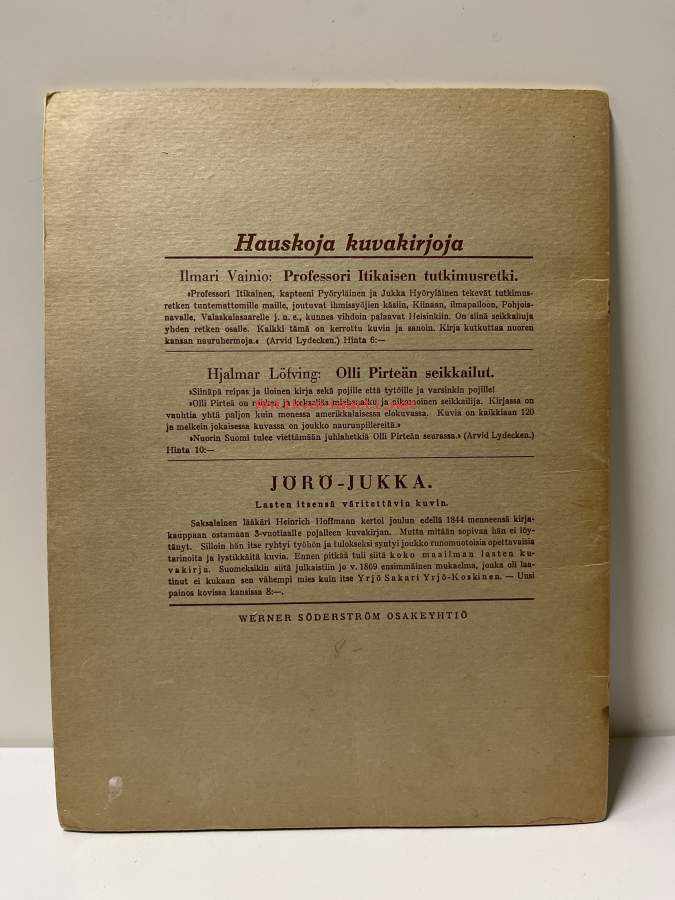 Hauskoja kuvakirjoja
Ilmari Vainio: Professori Itikaisen tutkimusretki.
»Professori Itikainen, kapteeni Pyöryläinen ja Jukka Hyöryläinen tekevät tutkimus-
retken tuntemattomille maille, joutuvat ihmissyöjien käsiin, Kiinaan, ilmapalloon, Pohjois-
navalle, Valaskalasaarelle j. n. e., kunnes vihdoin palaavat Helsinkiin. On siinä seikkailuja
yhden retken osalle. Kaikki tämä on kerrottu kuvin ja sanoin. Kirja kutkuttaa nuoren
kansan nauruhermoja.» (Arvid Lydecken.) Hinta 6:—
Hjalmar Löfving: Olli Pirteän seikkailut.
»Siinäpä reipas ja iloinen kirja sekä pojille että tytöille ja varsinkin pojille!
»Olli Pirteä on ja kekseliäs ja aikamoinen seikkailija. Kirjassa on
vauhtia yhtä paljon kuin monessa amerikkalaisessa elokuvassa. Kuvia on kaikkiaan 120
ja melkein jokaisessa kuvassa on joukko naurunpillereitä.»
»Nuorin Suomi tulee viettämään juhlahetkiä Olli Pirteän seurassa.» (Arvid Lydecken.)
Hinta 10:—
JÖRÖ-JUKKA.
Lasten itsensä väritettävin kuvin.
Saksalainen lääkäri Heinrich Hoffmann kertoi joulun edellä 1844 menneensä kirja-
kauppaan ostamaan 3-vuotiaalle pojalleen kuvakirjan. Mutta mitään sopivaa hän ei löy-
tänyt. Silloin hän itse ryhtyi työhön ja tulokseksi syntyi joukko runomuotoisia opettavaisia
tarinoita ja lystikkäitä kuvia. Ennen pitkää tuli siitä koko maailman lasten ku-
vakirja. Suomeksikin siitä julkaistiin jo v. 1869 ensimmäinen mukaelma, jonka oli laa-
tinut ei kukaan sen vähempi mies kuin itse Yrjö Sakari Yrjö-Koskinen. — Uusi
painos kovissa kansissa 8:—.
WERNER SÖDERSTRÖM OSAKEYHTIÖ
8-